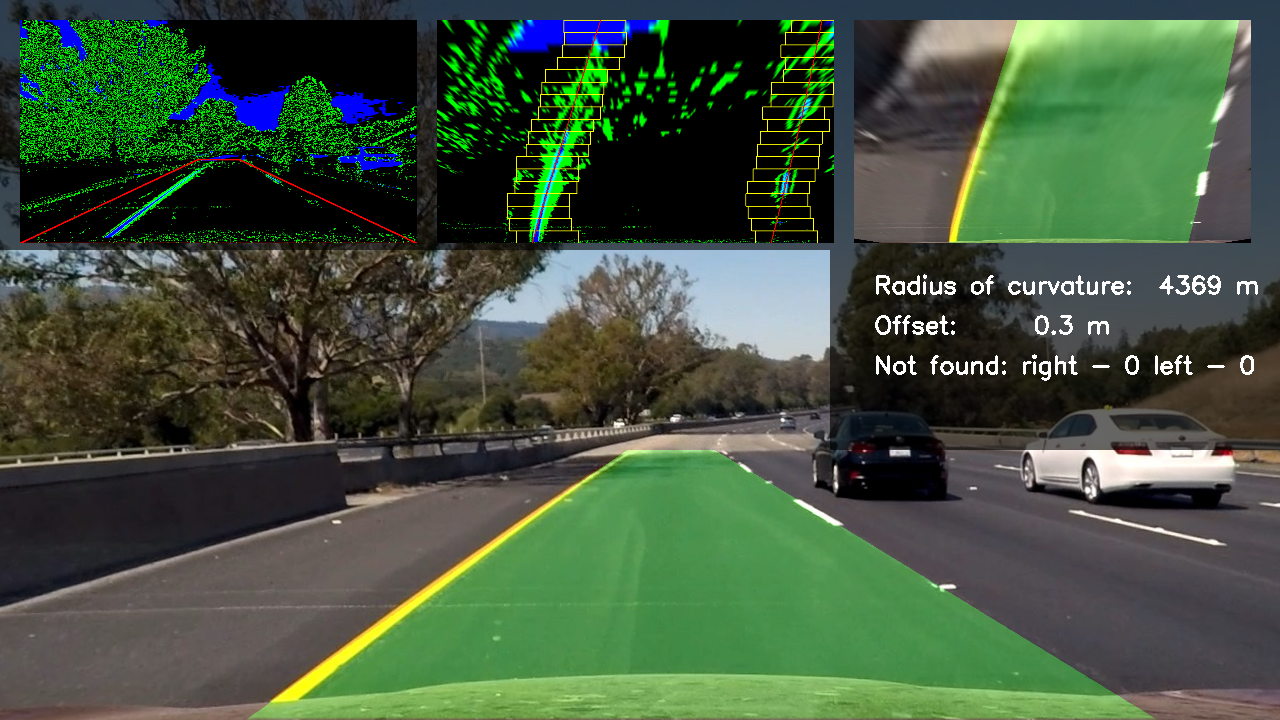 Radius of curvature: 4369 m
Offset: 0.3 m
Not found: right – 0 left – 0